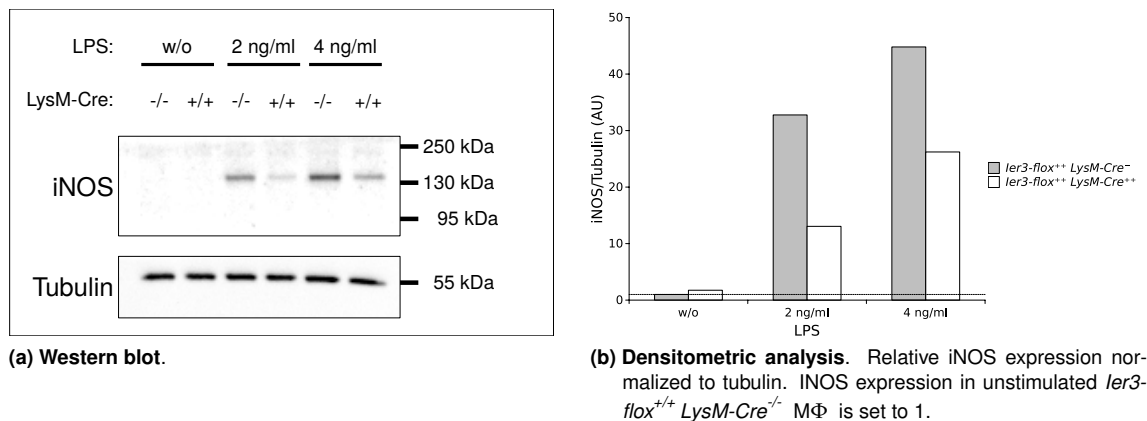 LPS: w/o 2 ng/ml 4 ng/ml
LysM-Cre: -/- +/+ -/- +/+ -/- +/+
iNOS
250 kDa
130 kDa
95 kDa
Tubulin
55 kDa
(a) Western blot.
50
40
30
20
10
0
iNOS/Tubulin (AU)
w/o 2 ng/ml 4 ng/ml
LPS
Ier3-flox⁺⁺ LysM-Cre⁻
Ier3-flox⁺⁺ LysM-Cre⁺⁺
(b) Densitometric analysis. Relative iNOS expression nor-
malized to tubulin. INOS expression in unstimulated Ier3-
flox⁺/⁺ LysM-Cre⁻/⁻ MΦ is set to 1.